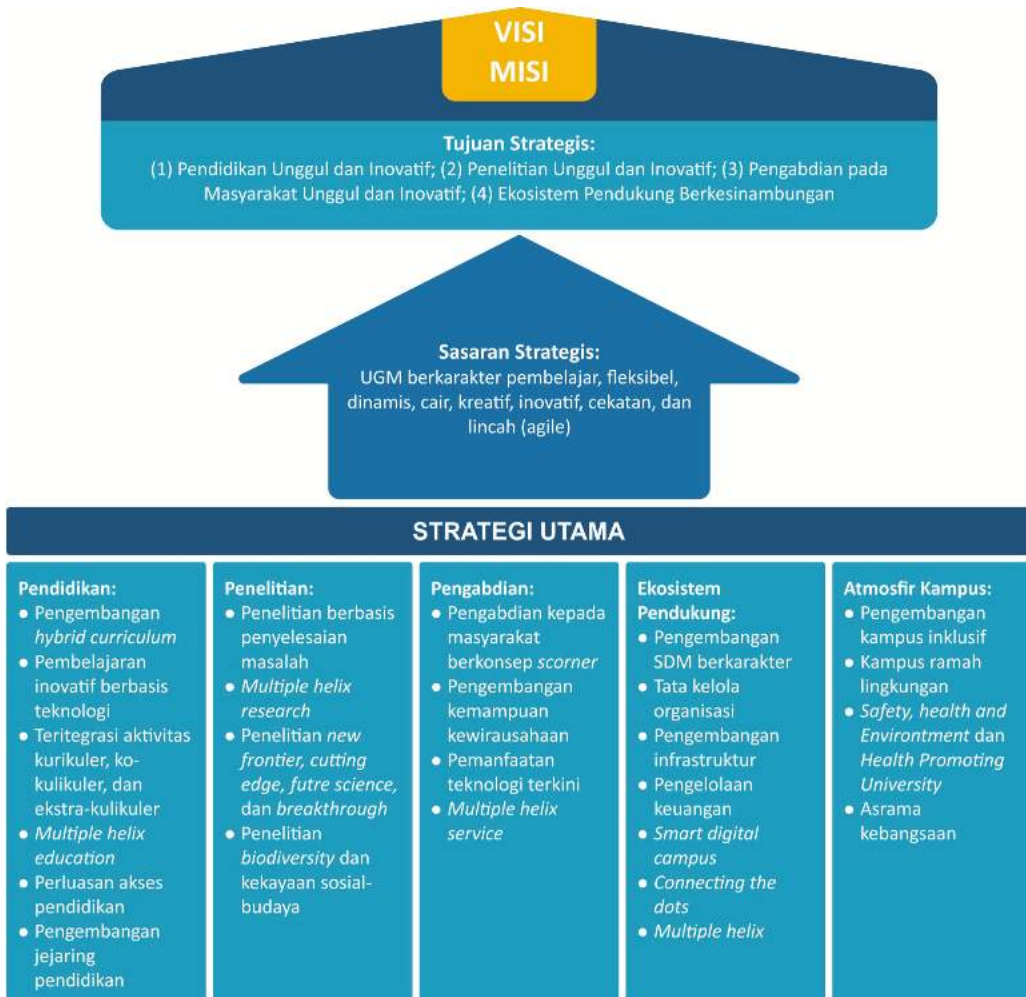 VISI
MISI
Tujuan Strategis:
(1) Pendidikan Unggul dan Inovatif; (2) Penelitian Unggul dan Inovatif; (3) Pengabdian pada
Masyarakat Unggul dan Inovatif; (4) Ekosistem Pendukung Berkesinambungan
Sasaran Strategis:
UGM berkarakter pembelajar, fleksibel,
dinamis, cair, kreatif, inovatif, cekatan, dan
lincah (agile)
STRATEGI UTAMA
Pendidikan:
● Pengembangan
hybrid curriculum
● Pembelajaran
inovatif berbasis
teknologi
● Teritegrasi aktivitas
kurikuler, ko-
kulikuler, dan
ekstra-kulikuler
● Multiple helix
education
● Perluasan akses
pendidikan
● Pengembangan
jejaring
pendidikan
Penelitian:
● Penelitian berbasis
penyelesaian
masalah
● Multiple helix
research
● Penelitian new
frontier, cutting
edge, futre science,
dan breakthrough
● Penelitian
biodiversity dan
kekayaan sosial-
budaya
Pengabdian:
● Pengabdian kepada
masyarakat
berkonsep scorner
● Pengembangan
kemampuan
kewirausahaan
● Pemanfaatan
teknologi terkini
● Multiple helix
service
Ekosistem
Pendukung:
● Pengembangan
SDM berkarakter
● Tata kelola
organisasi
● Pengembangan
infrastruktur
● Pengelolaan
keuangan
● Smart digital
campus
● Connecting the
dots
● Multiple helix
Atmosfir Kampus:
● Pengembangan
kampus inklusif
● Kampus ramah
lingkungan
● Safety, health and
Environtment dan
Health Promoting
University
● Asrama
kebangsaan